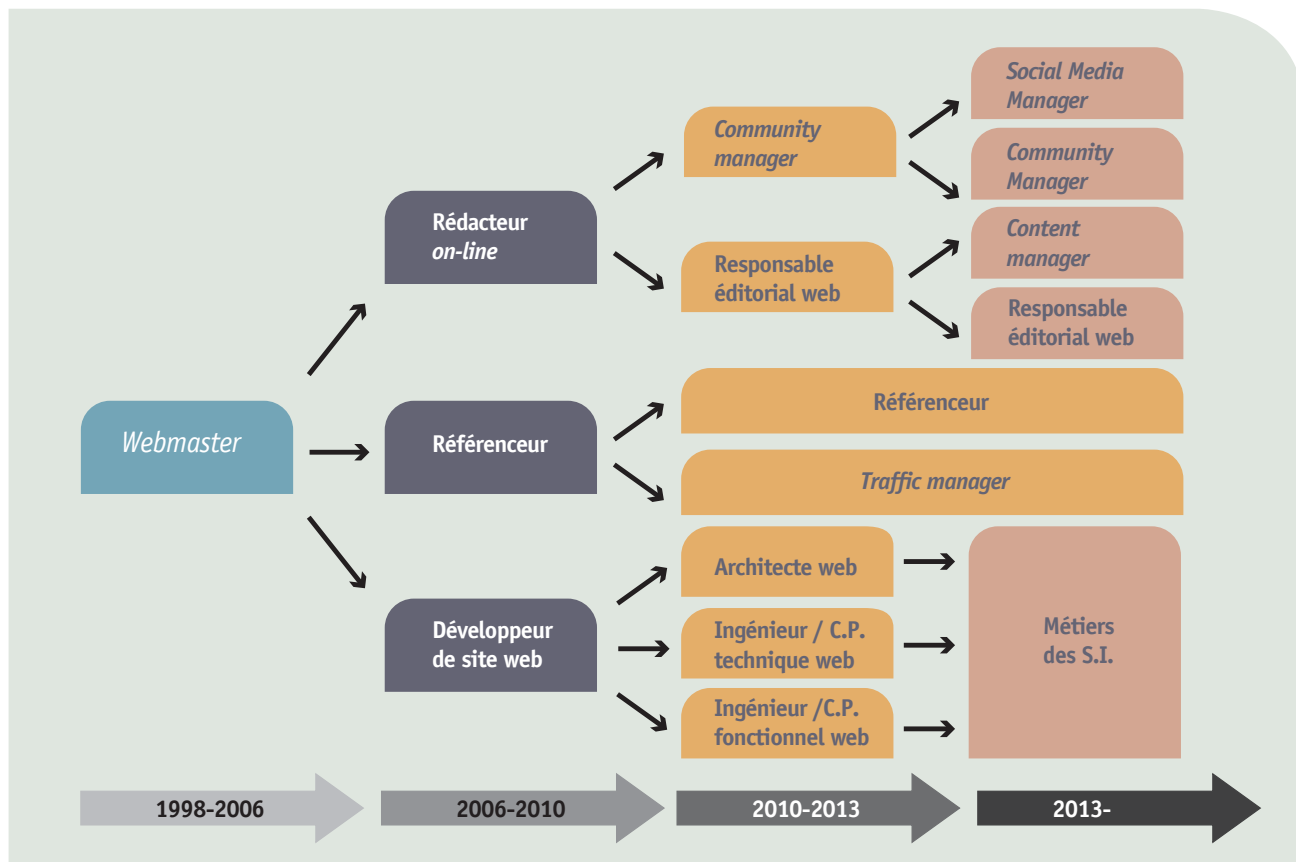 Social Media
Manager
Community
manager
Community
Manager
Rédacteur
on-line
Content
manager
Responsable
éditorial web
Responsable
éditorial web
Webmaster
Référenceur
Référenceur
Traffic manager
Développeur
de site web
Architecte web
Ingénieur / C.P.
technique web
Ingénieur /C.P.
fonctionnel web
Métiers
des S.I.
1998-2006
2006-2010
2010-2013
2013-